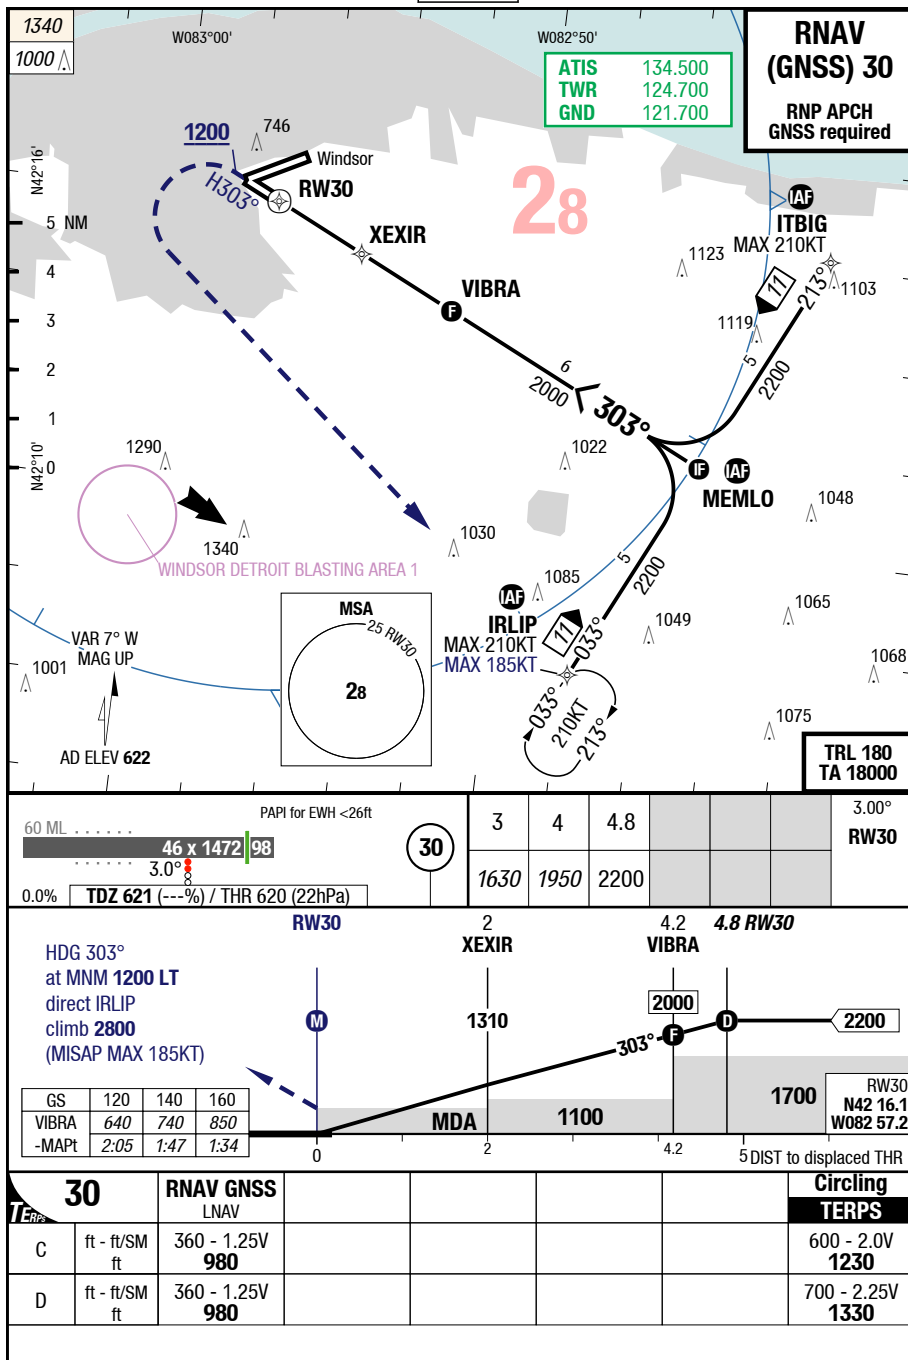 1340
1000
W083°00'
W082°50'
RNAV
(GNSS) 30
RNP APCH
GNSS required
ATIS 134.500
TWR 124.700
GND 121.700
1200
746
Windsor
H303°
RW30
28
N42°16'
5 NM
4
3
2
1
0
N42°10'
XEXIR
VIBRA
IAF
ITBIG
MAX 210KT
1123
1103
11
213°
1119
5
2200
6
2000
303°
F
1290
1022
IF
IAF
MEMLO
1048
1340
1030
WINDSOR DETROIT BLASTING AREA 1
5
2200
1085
IAF
IRLIP
MAX 210KT
MAX 185KT
11
033°
1049
1065
1068
1075
MSA
25 RW30
28
033°
210KT
213°
VAR 7° W
MAG UP
1001
AD ELEV 622
TRL 180
TA 18000
60 ML
PAPI for EWH <26ft
46 x 1472 98
3.0°
0.0%
TDZ 621 (---%) / THR 620 (22hPa)
30
3 4 4.8
1630 1950 2200
3.00°
RW30
RW30
2
XEXIR
4.2
VIBRA
4.8 RW30
HDG 303°
at MNM 1200 LT
direct IRLIP
climb 2800
(MISAP MAX 185KT)
M
1310
2000
F
D
2200
303°
MDA
1100
1700
RW30
N42 16.1
W082 57.2
GS 120 140 160
VIBRA 640 740 850
-MAPt 2:05 1:47 1:34
0
2
4.2
5 DIST to displaced THR
TERPS
30
RNAV GNSS
LNAV
Circling
TERPS
C ft - ft/SM 360 - 1.25V 600 - 2.0V
ft 980 1230
D ft - ft/SM 360 - 1.25V 700 - 2.25V
ft 980 1330